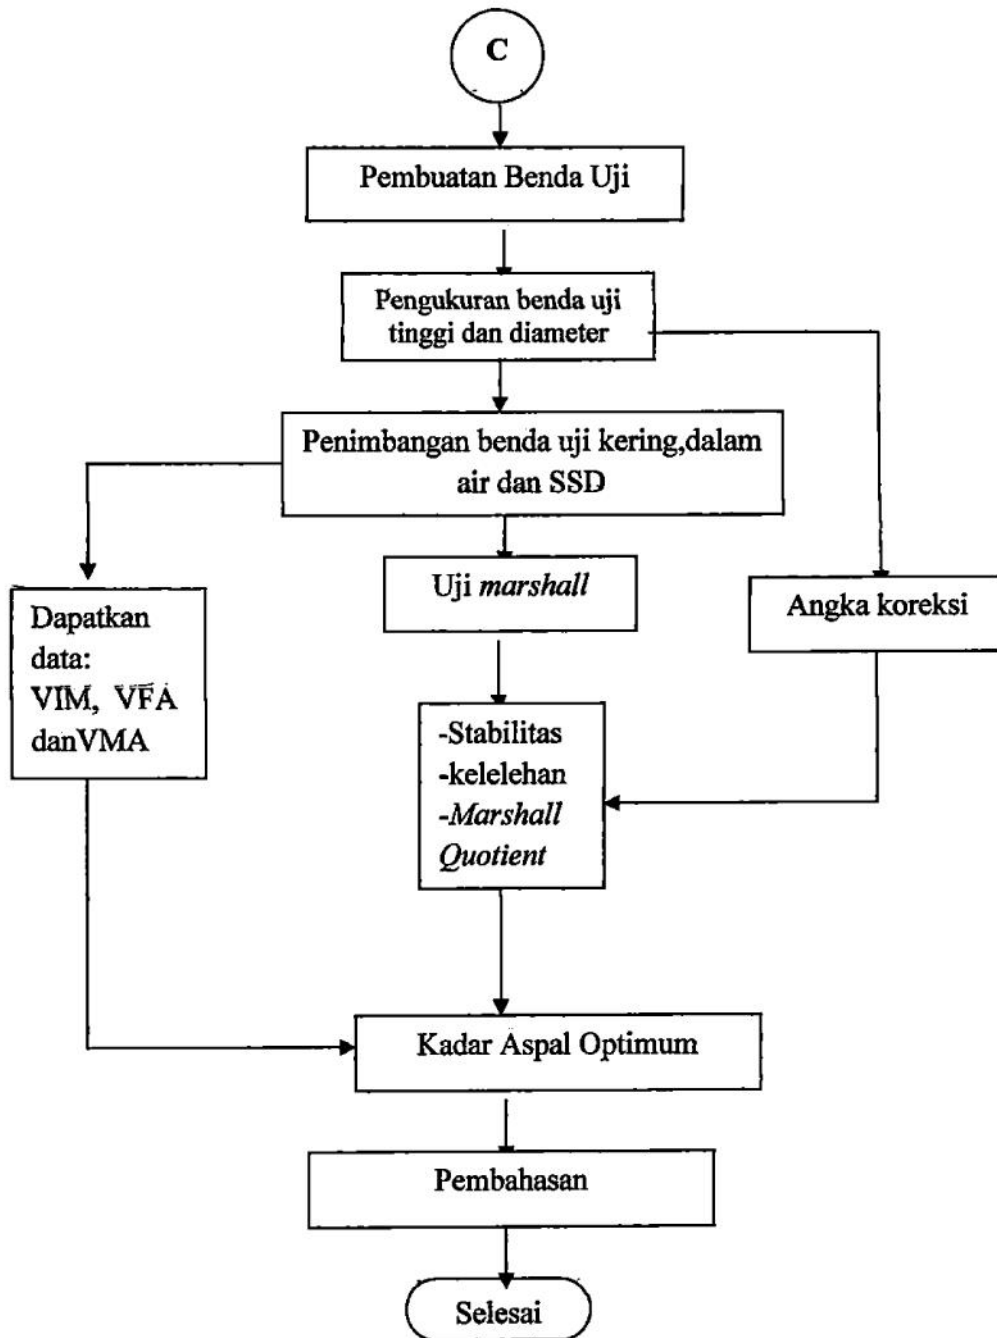 C
Pembuatan Benda Uji
Pengukuran benda uji
tinggi dan diameter
Penimbangan benda uji kering,dalam
air dan SSD
Uji marshall
Angka koreksi
Dapatkan
data:
VIM, VFA
danVMA
-Stabilitas
-kelelehan
-Marshall
Quotient
Kadar Aspal Optimum
Pembahasan
Selesai